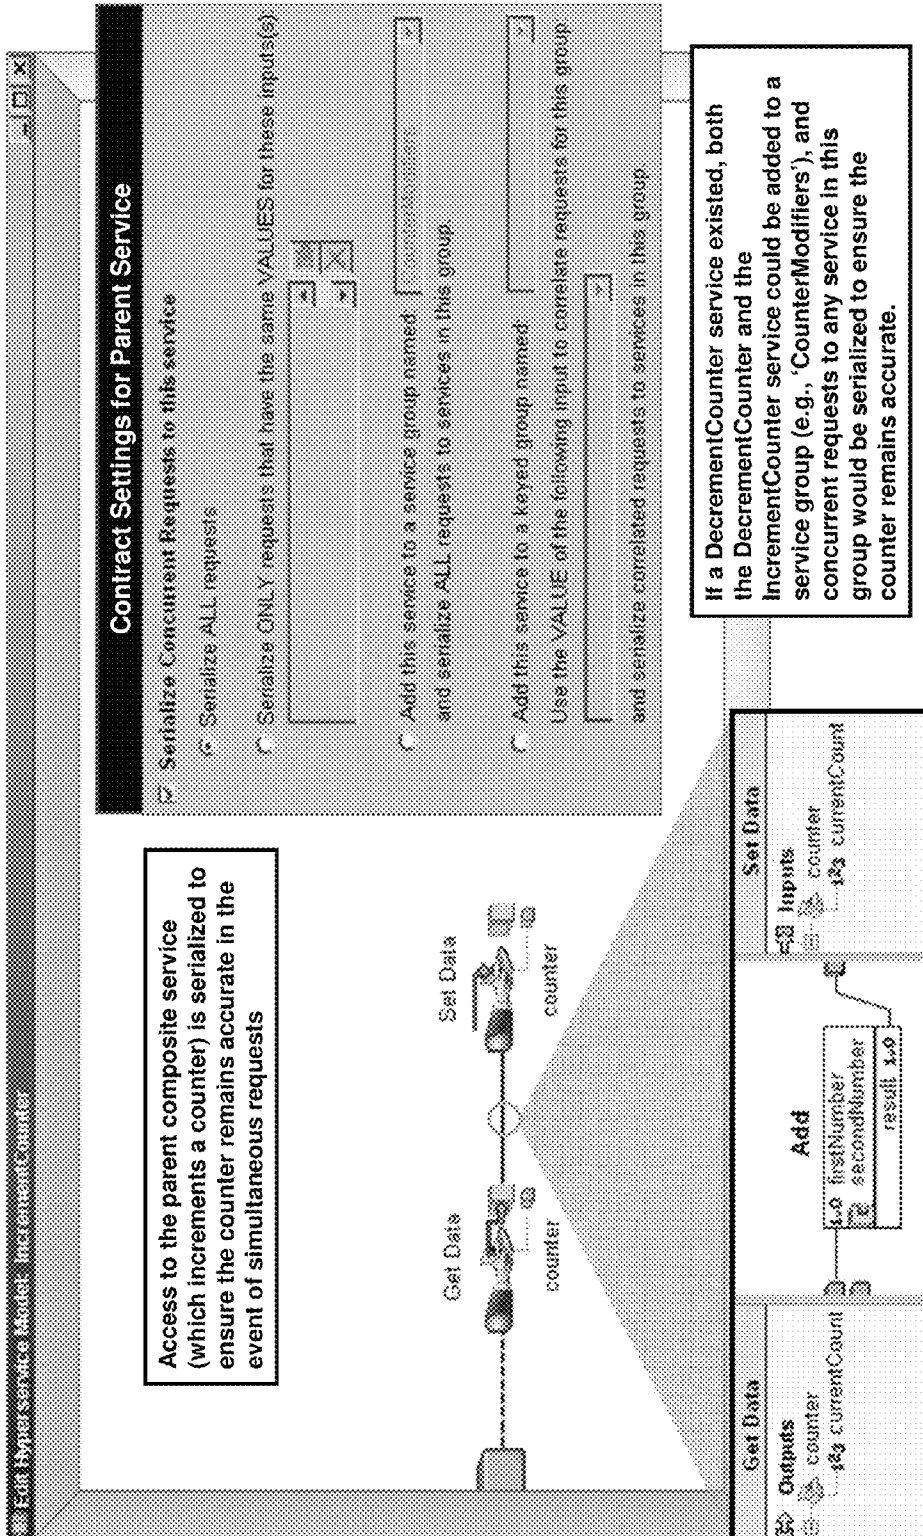 Edit Hyperservice Model: IncrementCounter
Access to the parent composite service
(which increments a counter) is serialized to
ensure the counter remains accurate in the
event of simultaneous requests
Contract Settings for Parent Service
Serialize Concurrent Requests to this service
Serialize ALL requests
Serialize ONLY requests that have the same VALUES for these inputs(s):
Add this service to a service group named:
and serialize ALL requests to services in this group.
Add this service to a keyed group named:
Use the VALUE of the following input to correlate requests for this group
and serialize correlated requests to services in this group.
Get Data
counter
Set Data
counter
Get Data
Outputs
counter
123 currentCount
Add
1.0 firstNumber
secondNumber
result 1.0
Set Data
Inputs
counter
123 currentCount
If a DecrementCounter service existed, both
the DecrementCounter and the
IncrementCounter service could be added to a
service group (e.g., ‘CounterModifiers’), and
concurrent requests to any service in this
group would be serialized to ensure the
counter remains accurate.